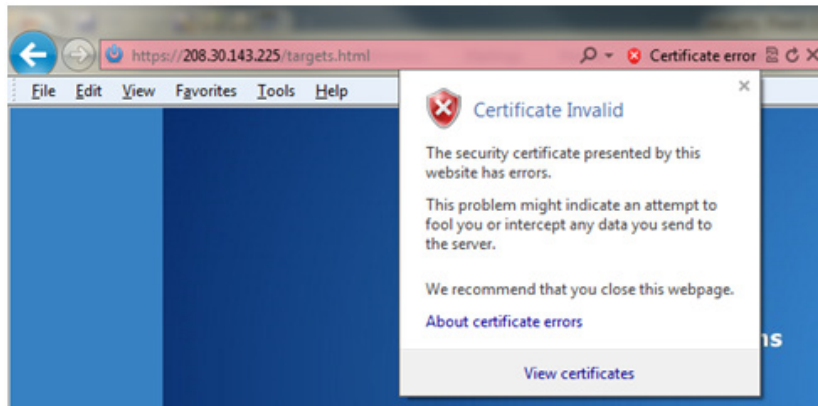 https://208.30.143.225/targets.html Certificate error
File Edit View Favorites Tools Help
Certificate Invalid
The security certificate presented by this
website has errors.
This problem might indicate an attempt to
fool you or intercept any data you send to
the server.
We recommend that you close this webpage.
About certificate errors
View certificates